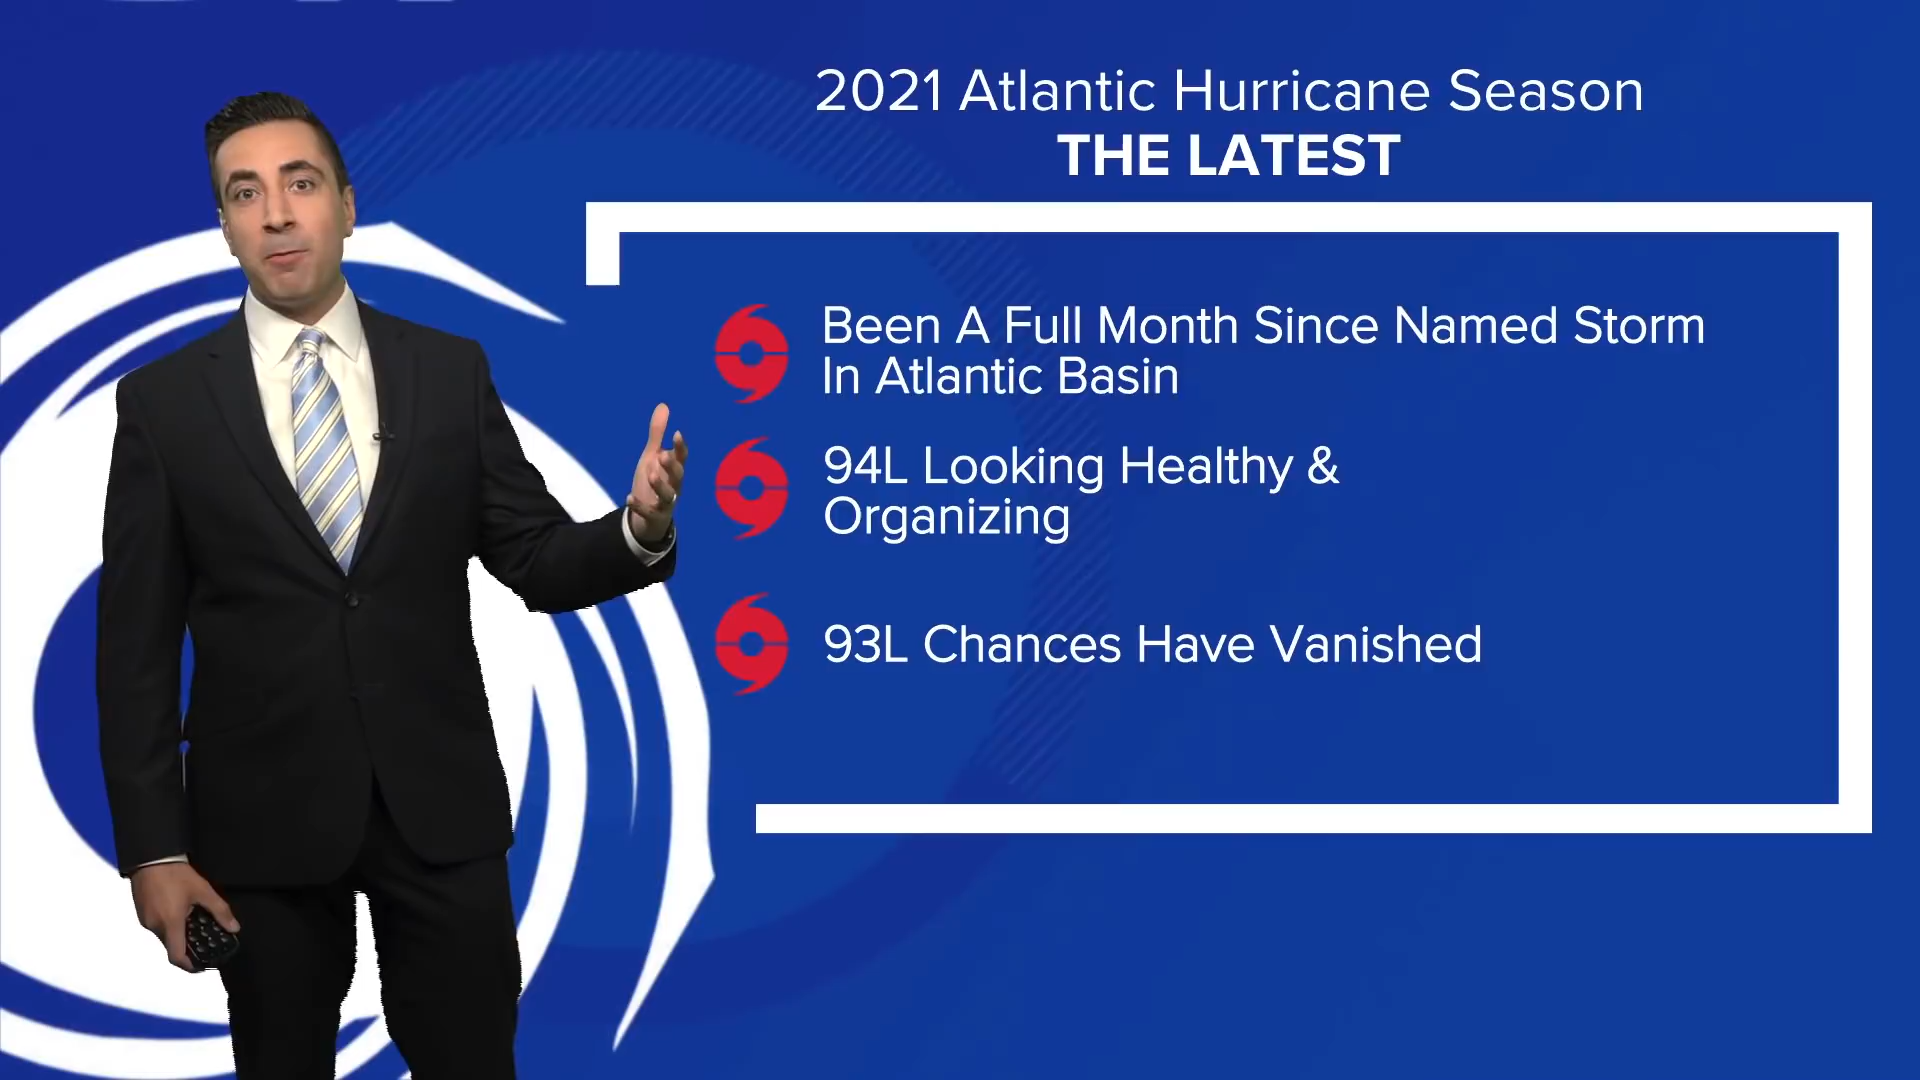 2021 Atlantic Hurricane Season
THE LATEST
Been A Full Month Since Named Storm
In Atlantic Basin
94L Looking Healthy &
Organizing
93L Chances Have Vanished